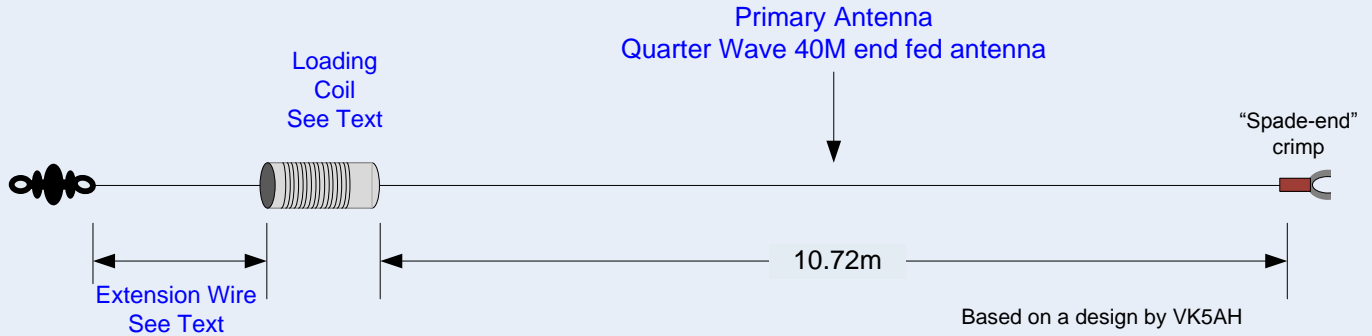 Primary Antenna
Quarter Wave 40M end fed antenna
Loading
Coil
See Text
“Spade-end”
crimp
10.72m
Extension Wire
See Text
Based on a design by VK5AH